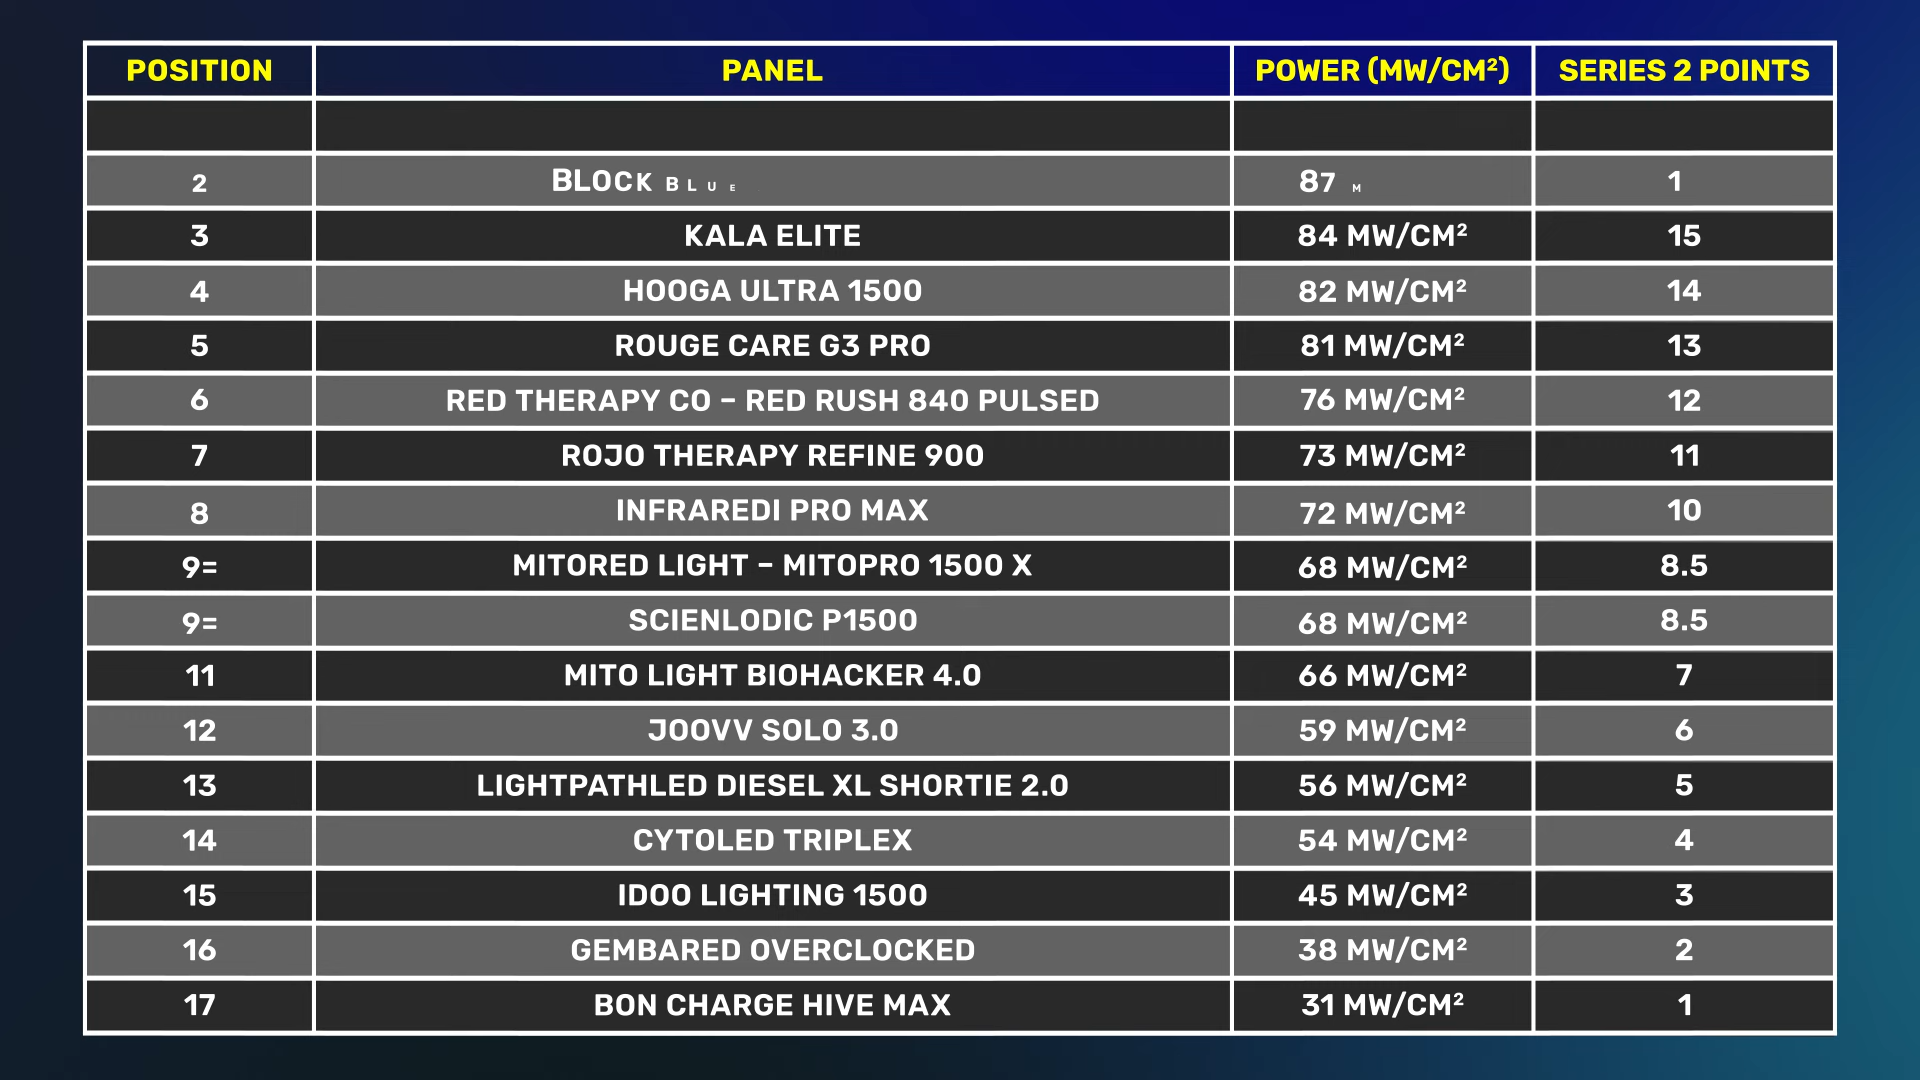 POSITION PANEL POWER (MW/CM²) SERIES 2 POINTS
2 BLOCK BLUE 87 M 1
3 KALA ELITE 84 MW/CM² 15
4 HOOGA ULTRA 1500 82 MW/CM² 14
5 ROUGE CARE G3 PRO 81 MW/CM² 13
6 RED THERAPY CO – RED RUSH 840 PULSED 76 MW/CM² 12
7 ROJO THERAPY REFINE 900 73 MW/CM² 11
8 INFRAREDI PRO MAX 72 MW/CM² 10
9= MITORED LIGHT – MITOPRO 1500 X 68 MW/CM² 8.5
9= SCIENLODIC P1500 68 MW/CM² 8.5
11 MITO LIGHT BIOHACKER 4.0 66 MW/CM² 7
12 JOOVV SOLO 3.0 59 MW/CM² 6
13 LIGHTPATHLED DIESEL XL SHORTIE 2.0 56 MW/CM² 5
14 CYTOLED TRIPLEX 54 MW/CM² 4
15 IDOO LIGHTING 1500 45 MW/CM² 3
16 GEMBARED OVERCLOCKED 38 MW/CM² 2
17 BON CHARGE HIVE MAX 31 MW/CM² 1